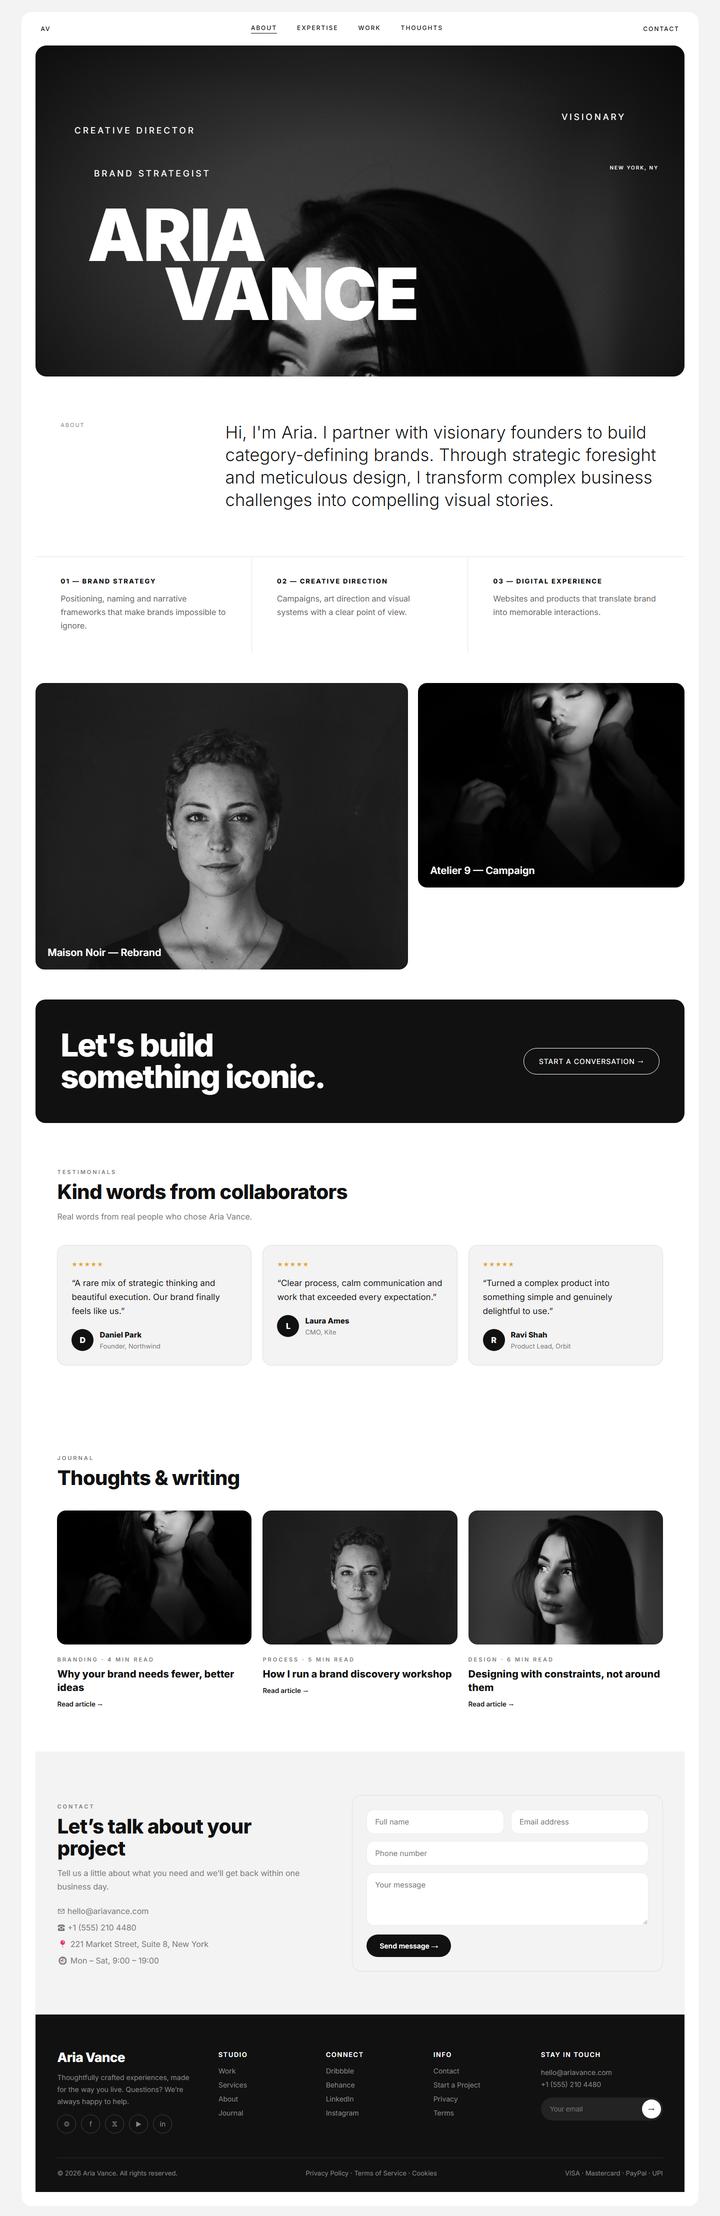 AV
ABOUT
EXPERTISE
WORK
THOUGHTS
CONTACT
VISIONARY
CREATIVE DIRECTOR
NEW YORK, NY
BRAND STRATEGIST
ARIA
VANCE
ABOUT
Hi, I'm Aria. I partner with visionary founders to build
category-defining brands. Through strategic foresight
and meticulous design, I transform complex business
challenges into compelling visual stories.
01 — BRAND STRATEGY
Positioning, naming and narrative
frameworks that make brands impossible to
ignore.
02 — CREATIVE DIRECTION
Campaigns, art direction and visual
systems with a clear point of view.
03 — DIGITAL EXPERIENCE
Websites and products that translate brand
into memorable interactions.
Maison Noir — Rebrand
Atelier 9 — Campaign
Let's build
something iconic.
START A CONVERSATION →
TESTIMONIALS
Kind words from collaborators
Real words from real people who chose Aria Vance.
★★★★★
“A rare mix of strategic thinking and
beautiful execution. Our brand finally
feels like us.”
D
Daniel Park
Founder, Northwind
★★★★★
“Clear process, calm communication and
work that exceeded every expectation.”
L
Laura Ames
CMO, Kite
★★★★★
“Turned a complex product into
something simple and genuinely
delightful to use.”
R
Ravi Shah
Product Lead, Orbit
JOURNAL
Thoughts & writing
BRANDING · 4 MIN READ
Why your brand needs fewer, better
ideas
Read article →
PROCESS · 5 MIN READ
How I run a brand discovery workshop
Read article →
DESIGN · 6 MIN READ
Designing with constraints, not around
them
Read article →
CONTACT
Let’s talk about your
project
Tell us a little about what you need and we'll get back within one
business day.
hello@ariavance.com
+1 (555) 210 4480
221 Market Street, Suite 8, New York
Mon – Sat, 9:00 – 19:00
Full name
Email address
Phone number
Your message
Send message →
Aria Vance
Thoughtfully crafted experiences, made
for the way you live. Questions? We're
always happy to help.
f
𝕏
in
STUDIO
Work
Services
About
Journal
CONNECT
Dribbble
Behance
LinkedIn
Instagram
INFO
Contact
Start a Project
Privacy
Terms
STAY IN TOUCH
hello@ariavance.com
+1 (555) 210 4480
Your email
→
© 2026 Aria Vance. All rights reserved.
Privacy Policy · Terms of Service · Cookies
VISA · Mastercard · PayPal · UPI